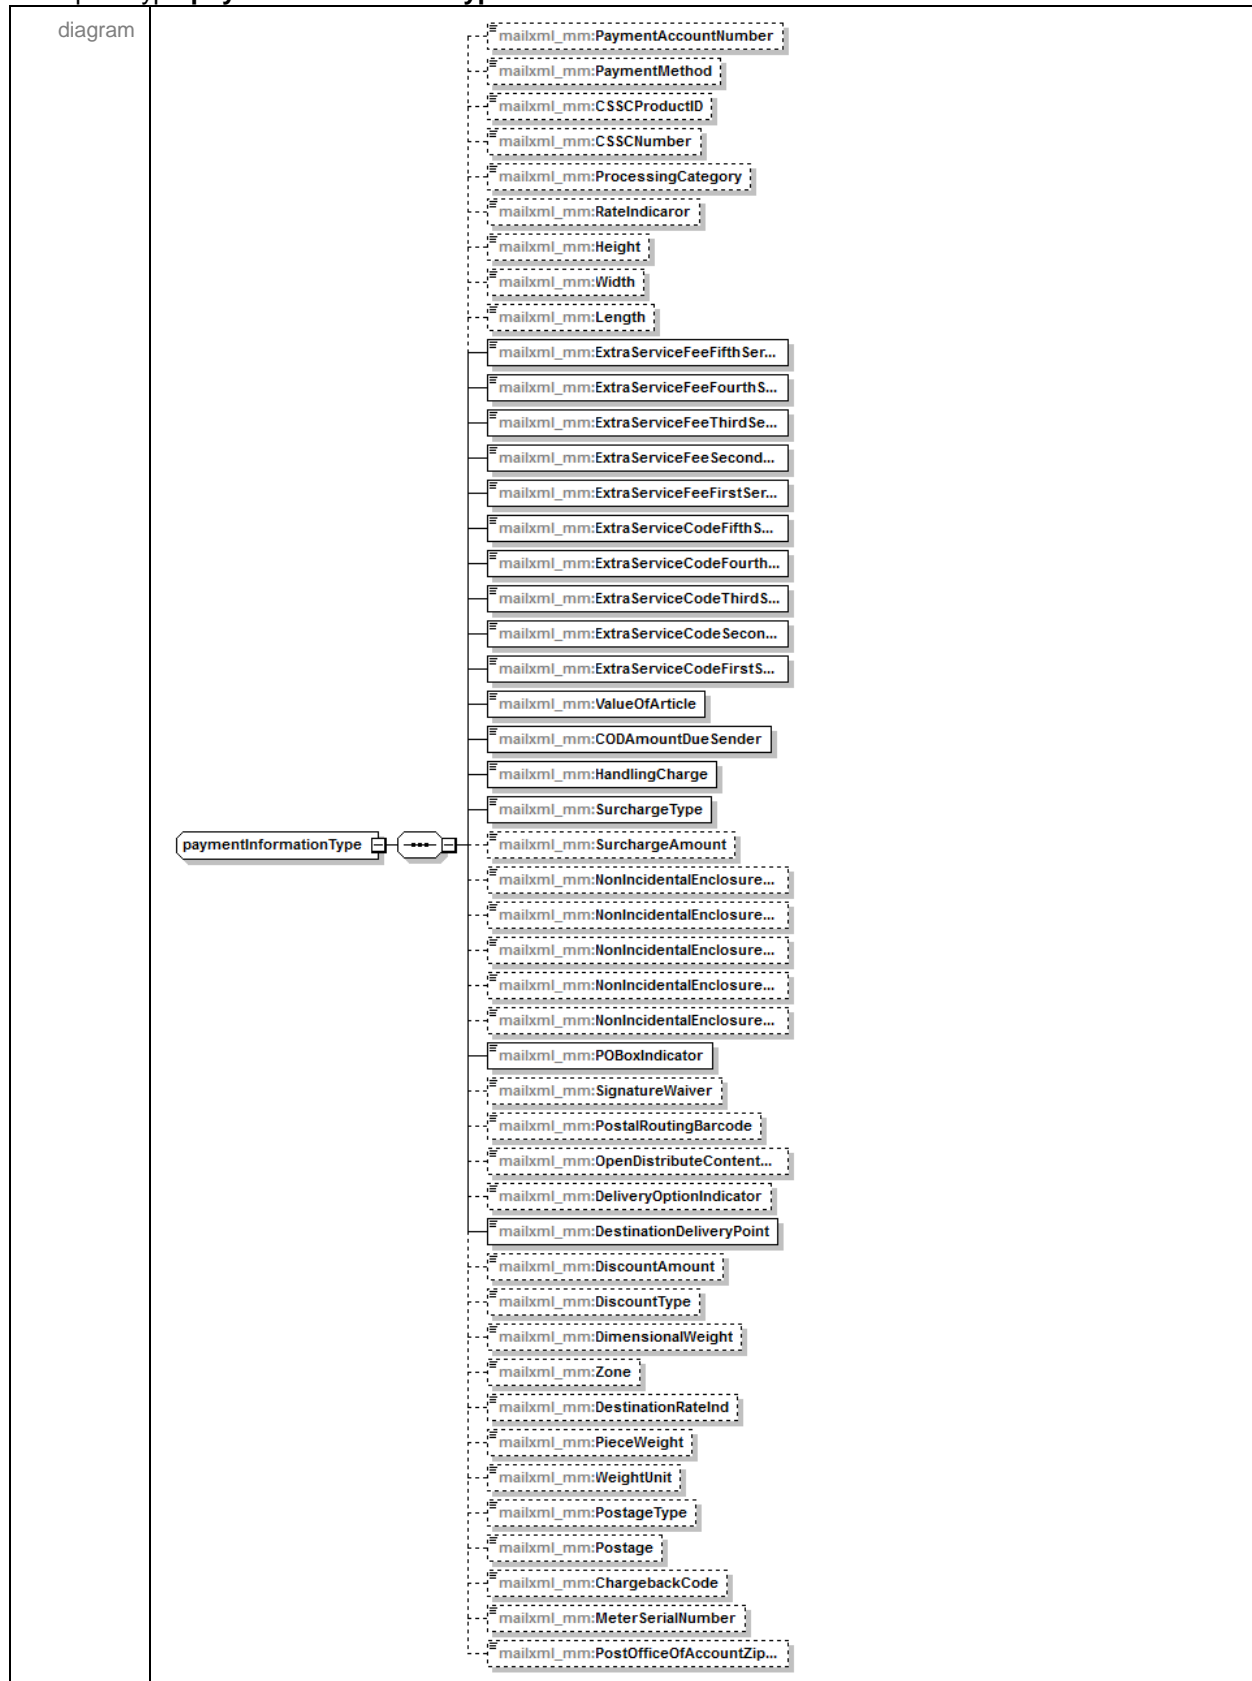 diagram
mailxml_mm:PaymentAccountNumber
mailxml_mm:PaymentMethod
mailxml_mm:CSSCProductID
mailxml_mm:CSSCNumber
mailxml_mm:ProcessingCategory
mailxml_mm:RateIndicaror
mailxml_mm:Height
mailxml_mm:Width
mailxml_mm:Length
mailxml_mm:ExtraServiceFeeFifthSer...
mailxml_mm:ExtraServiceFeeFourthS...
mailxml_mm:ExtraServiceFeeThirdSe...
mailxml_mm:ExtraServiceFeeSecond...
mailxml_mm:ExtraServiceFeeFirstSer...
mailxml_mm:ExtraServiceCodeFifthS...
mailxml_mm:ExtraServiceCodeFourth...
mailxml_mm:ExtraServiceCodeThirdS...
mailxml_mm:ExtraServiceCodeSecon...
mailxml_mm:ExtraServiceCodeFirstS...
mailxml_mm:ValueOfArticle
mailxml_mm:CODAmountDueSender
mailxml_mm:HandlingCharge
mailxml_mm:SurchargeType
paymentInformationType
mailxml_mm:SurchargeAmount
mailxml_mm:NonIncidentalEnclosure...
mailxml_mm:NonIncidentalEnclosure...
mailxml_mm:NonIncidentalEnclosure...
mailxml_mm:NonIncidentalEnclosure...
mailxml_mm:NonIncidentalEnclosure...
mailxml_mm:POBoxIndicator
mailxml_mm:SignatureWaiver
mailxml_mm:PostalRoutingBarcode
mailxml_mm:OpenDistributeContent...
mailxml_mm:DeliveryOptionIndicator
mailxml_mm:DestinationDeliveryPoint
mailxml_mm:DiscountAmount
mailxml_mm:DiscountType
mailxml_mm:DimensionalWeight
mailxml_mm:Zone
mailxml_mm:DestinationRateInd
mailxml_mm:PieceWeight
mailxml_mm:WeightUnit
mailxml_mm:PostageType
mailxml_mm:Postage
mailxml_mm:ChargebackCode
mailxml_mm:MeterSerialNumber
mailxml_mm:PostOfficeOfAccountZip...